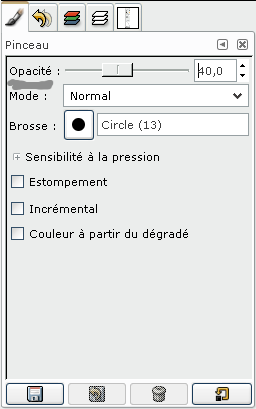 Pinceau
Opacité : 40,0
Mode : Normal
Brosse : Circle (13)
Sensibilité à la pression
Estompement
Incrémental
Couleur à partir du dégradé